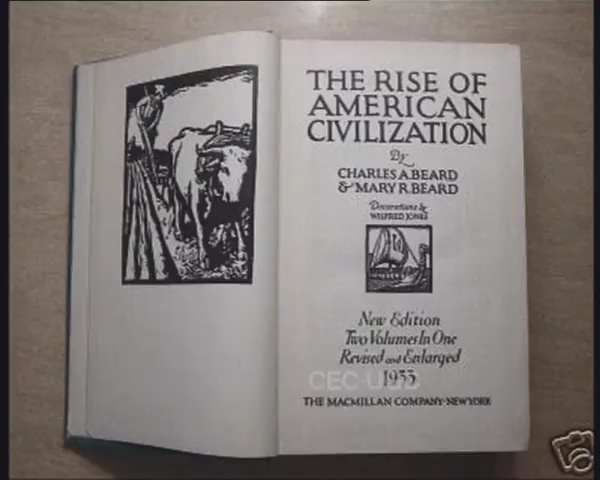 THE RISE OF
AMERICAN
CIVILIZATION
By
CHARLES A. BEARD
& MARY R. BEARD
Decorations by
WILFRED JONES
New Edition
Two Volumes In One
Revised and Enlarged
1933
CEC
THE MACMILLAN COMPANY·NEW YORK